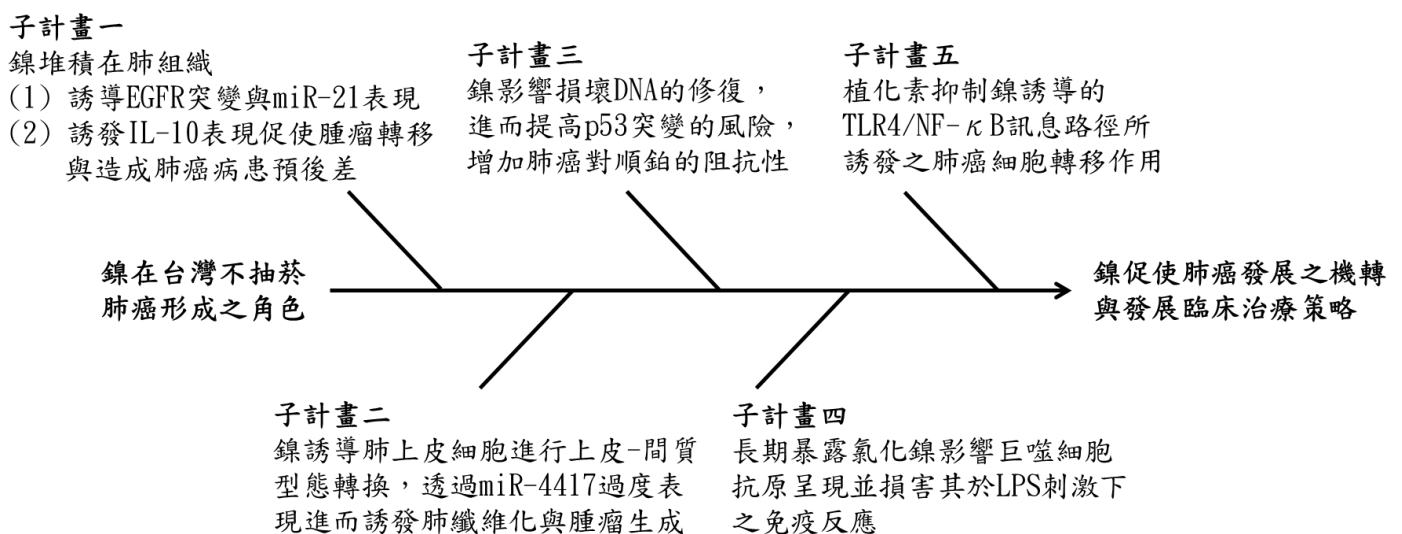 子計畫一
鎳堆積在肺組織
(1) 誘導EGFR突變與miR-21表現
(2) 誘發IL-10表現促使腫瘤轉移
與造成肺癌病患預後差
子計畫三
鎳影響損壞DNA的修復，
進而提高p53突變的風險，
增加肺癌對順鉑的阻抗性
子計畫五
植化素抑制鎳誘導的
TLR4/NF-κB訊息路徑所
誘發之肺癌細胞轉移作用
鎳在台灣不抽菸
肺癌形成之角色
鎳促使肺癌發展之機轉
與發展臨床治療策略
子計畫二
鎳誘導肺上皮細胞進行上皮-間質
型態轉換，透過miR-4417過度表
現進而誘發肺纖維化與腫瘤生成
子計畫四
長期暴露氯化鎳影響巨噬細胞
抗原呈現並損害其於LPS刺激下
之免疫反應